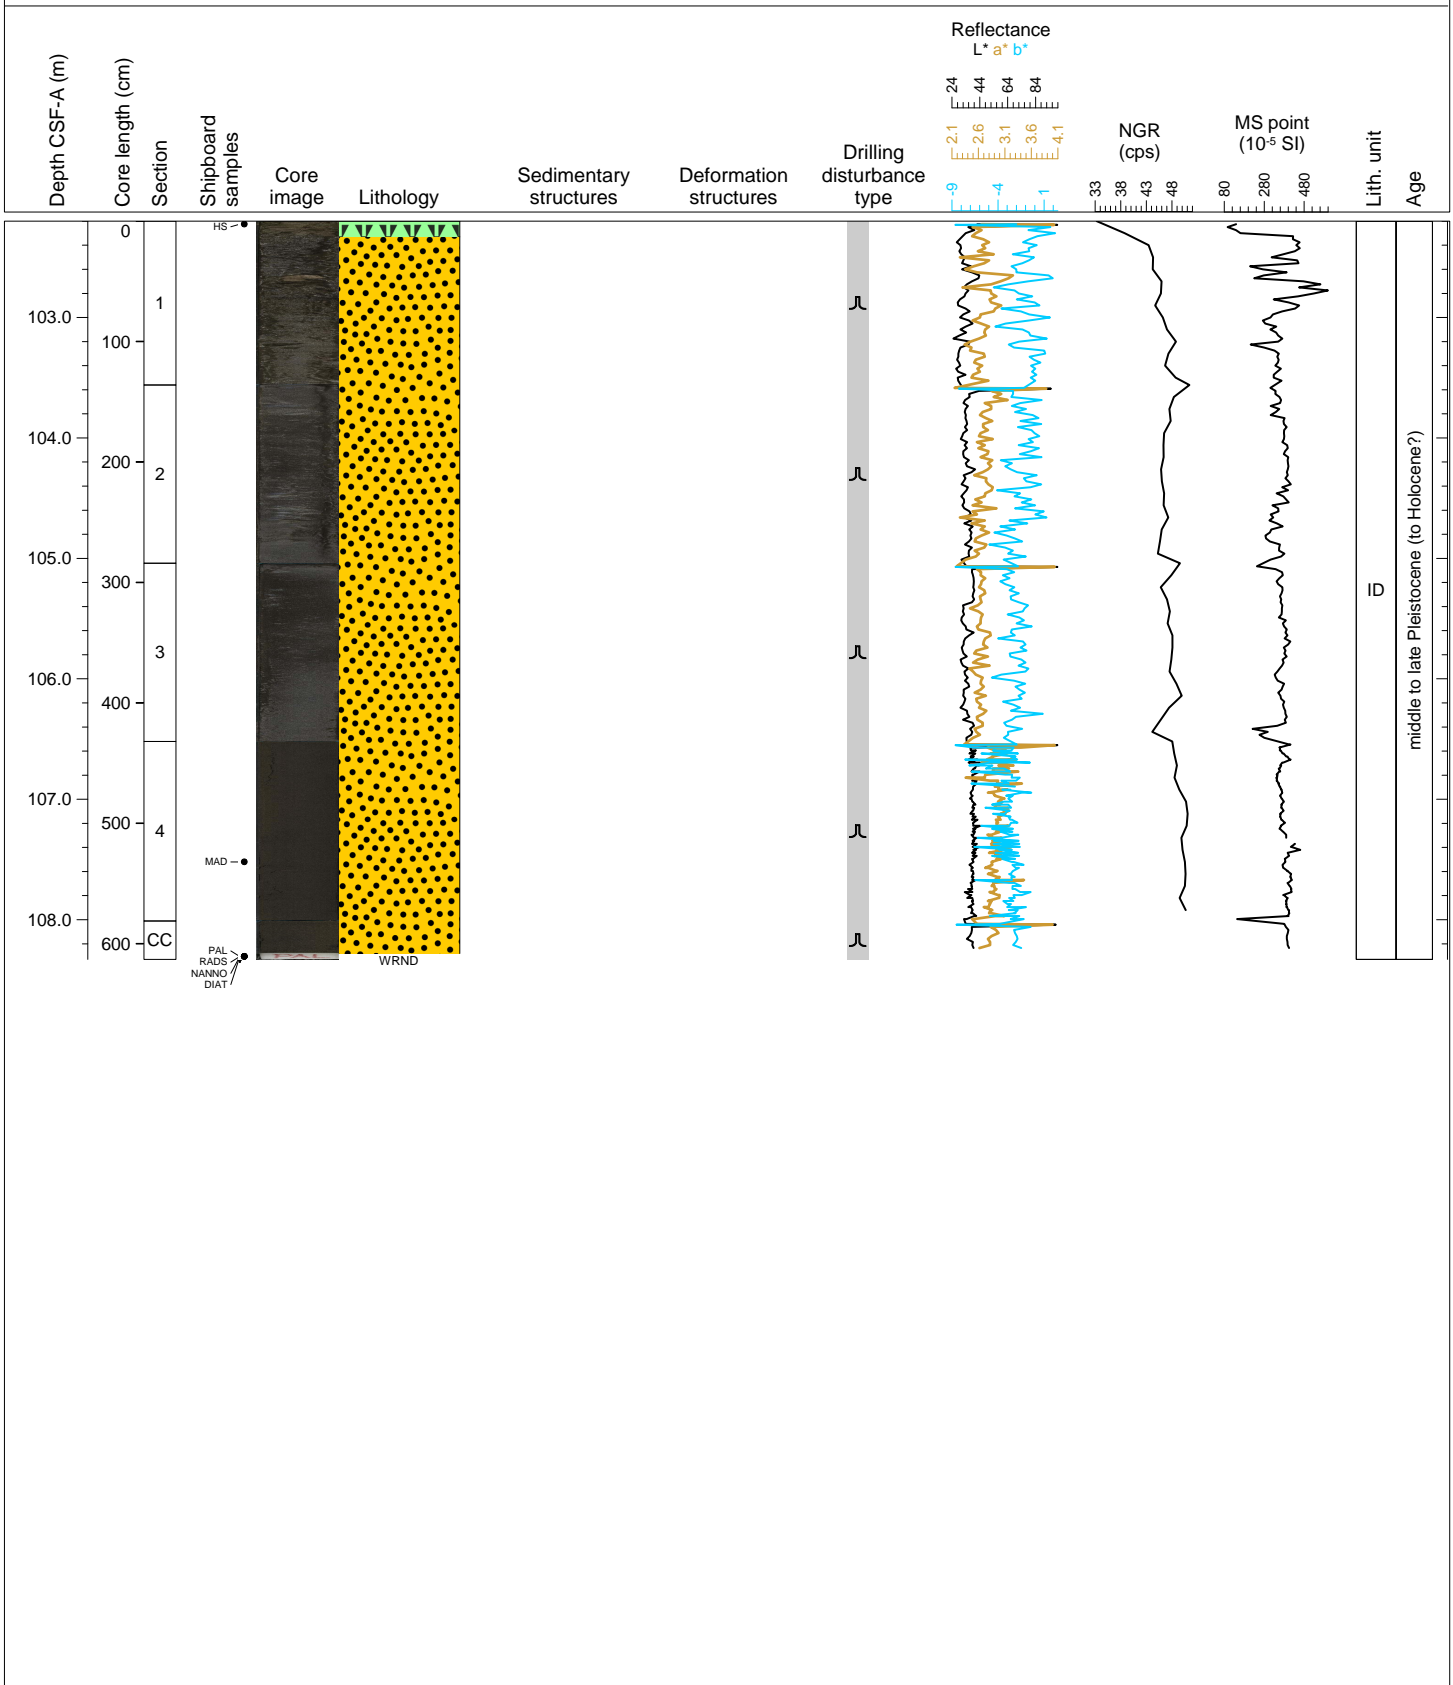 Depth CSF-A (m)
Core length (cm)
Section
Shipboard
samples
Core
image
Lithology
Sedimentary
structures
Deformation
structures
Drilling
disturbance
type
Reflectance
L* a* b*
24 44 64 84
2.1 2.6 3.1 3.6 4.1
-9 -4 1
NGR
(cps)
33 38 43 48
MS point
(10⁻⁵ SI)
80 280 480
Lith. unit
Age
103.0
104.0
105.0
106.0
107.0
108.0
0
100
200
300
400
500
600
1
2
3
4
CC
HS
MAD
PAL
RADS
NANNO
DIAT
PAL
WRND
ID
middle to late Pleistocene (to Holocene?)